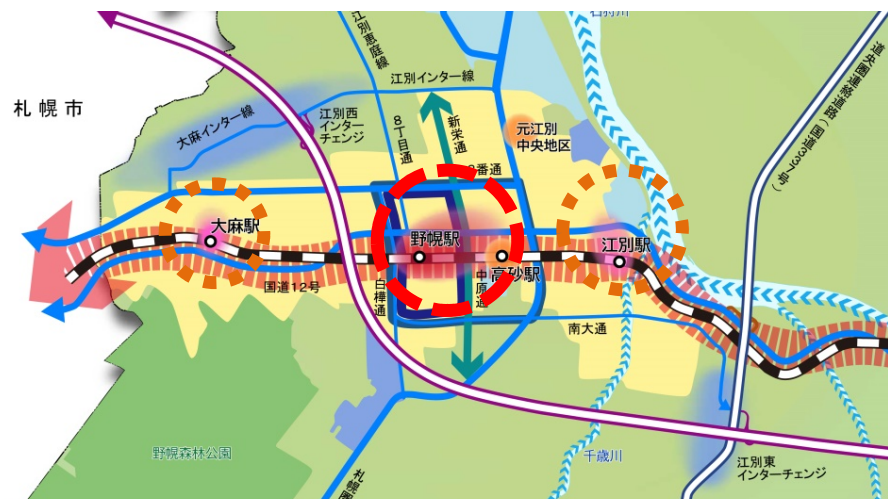 石狩川
江別恵庭線
江別インター線
札幌市
大麻インター線
江別西
インター
チェンジ
8丁目通
新栄通
元江別
中央地区
道央圏連絡道路(国道337号)
番通
大麻駅
野幌駅
高砂駅
江別駅
国道12号
白樺通
中原通
南大通
野幌森林公園
千歳川
江別東
インターチェンジ